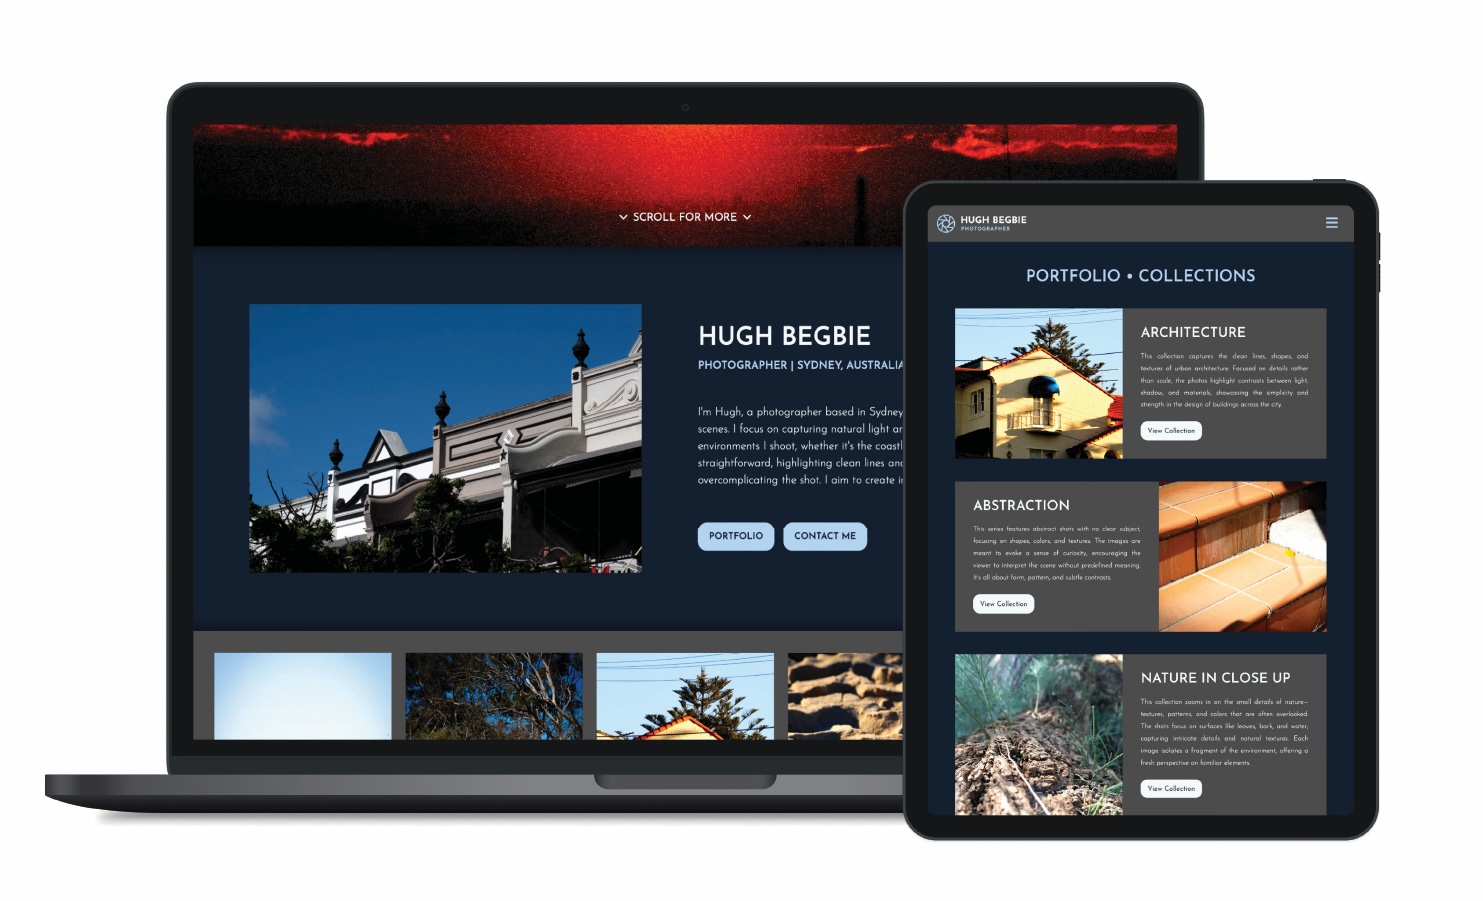 SCROLL FOR MORE
HUGH BEGBIE
PHOTOGRAPHER | SYDNEY, AUSTRALIA
I'm Hugh, a photographer based in Sydney
scenes. I focus on capturing natural light
environments I shoot, whether it's the
straightforward, highlighting clean lines
overcomplicating the shot. I aim to create
PORTFOLIO
CONTACT ME
HUGH BEGBIE
PHOTOGRAPHER
PORTFOLIO • COLLECTIONS
ARCHITECTURE
This collection captures the clean lines, shapes, and
textures of urban architecture. Focused on details rather
than scale, the photos highlight contrasts between light,
shadow, and materials, showcasing the simplicity and
strength in the design of buildings across the city.
View Collection
ABSTRACTION
This series features abstract shots with no clear subject,
focusing on shapes, colors, and textures. The images are
meant to evoke a sense of curiosity, encouraging the
viewer to interpret the scene without predefined meaning.
It's all about form, pattern, and subtle contrasts.
View Collection
NATURE IN CLOSE UP
This collection zooms in on the small details of nature—
textures, patterns, and colors that are often overlooked.
The shots focus on surfaces like leaves, bark, and water,
capturing intricate details and natural textures. Each
image isolates a fragment of the environment, offering a
fresh perspective on familiar elements.
View Collection